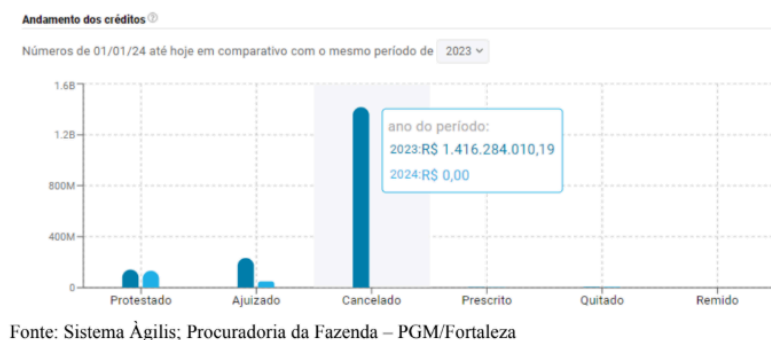 Andamento dos créditos ?
Números de 01/01/24 até hoje em comparativo com o mesmo período de 2023
1.6B
1.2B
800M
400M
0
ano do período:
2023:R$ 1.416.284.010,19
2024:R$ 0,00
Protestado Ajuizado Cancelado Prescrito Quitado Remido
Fonte: Sistema Àgilis; Procuradoria da Fazenda – PGM/Fortaleza